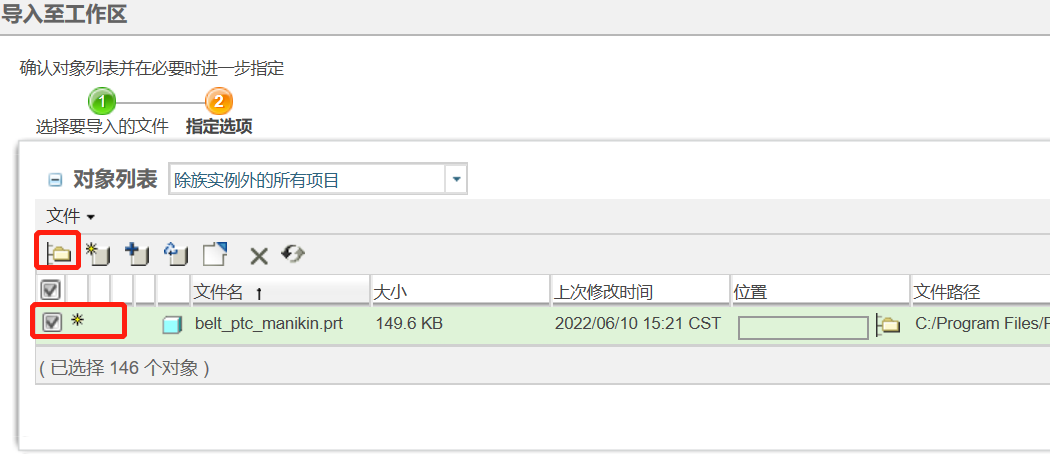 导入至工作区
确认对象列表并在必要时进一步指定
1 2
选择要导入的文件 指定选项
对象列表 除族实例外的所有项目
文件
文件名 ↑ 大小 上次修改时间 位置 文件路径
belt_ptc_manikin.prt 149.6 KB 2022/06/10 15:21 CST C:/Program Files/P
( 已选择 146 个对象 )